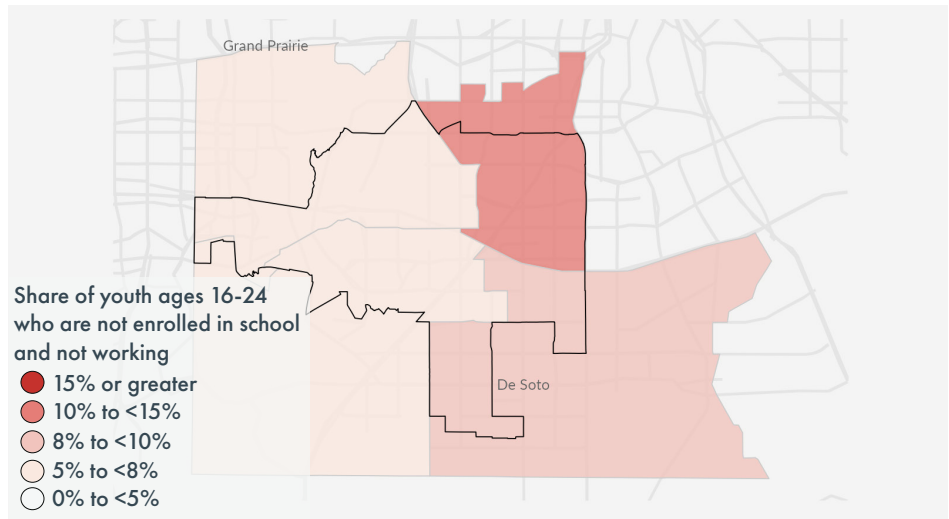 Grand Prairie
Share of youth ages 16-24
who are not enrolled in school
and not working
15% or greater
10% to <15%
8% to <10%
5% to <8%
0% to <5%
De Soto